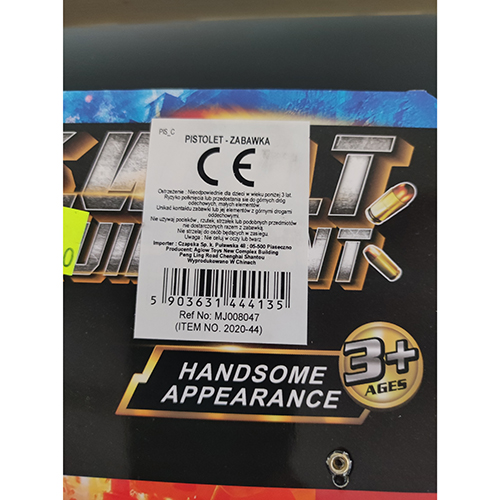 PIS_C
PISTOLET - ZABAWKA
CE
Ostrzeżenie : Nieodpowiednie dla dzieci w wieku poniżej 3 lat.
Ryzyko połknięcia lub przedostania się do górnych dróg
oddechowych, małych elementów.
Unikać kontaktu zabawki lub jej elementów z górnymi drogami
oddechowymi.
Nie używaj pocisków, rzutek, strzałek lub podobnych przedmiotów
nie dostarczonych razem z zabawką.
Nie strzelaj do osób będących w zasięgu
Uwaga : Nie celuj w oczy lub twarz
Importer : Czapska Sp. k, Puławska 46 ; 05-500 Piaseczno
Producent: Aglow Toys New Complex Building
Peng Ling Road Chenghai Shantou
Wyprodukowano W Chinach
5 903631 444135
Ref No: MJ008047
(ITEM NO. 2020-44)
0
3+
AGES
HANDSOME
APPEARANCE